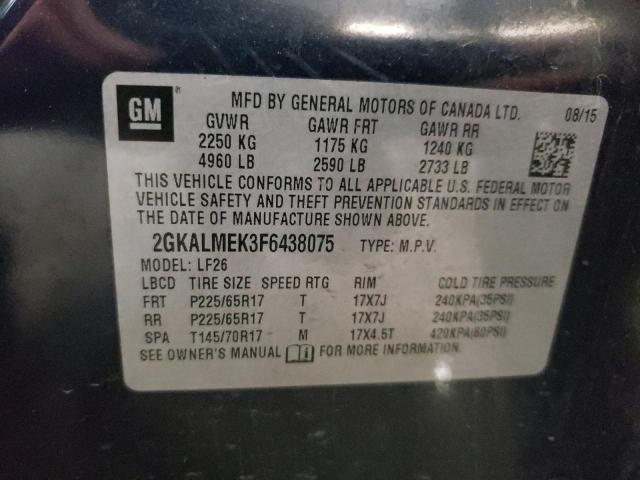 GM
MFD BY GENERAL MOTORS OF CANADA LTD. 08/15
GVWR GAWR FRT GAWR RR
2250 KG 1175 KG 1240 KG
4960 LB 2590 LB 2733 LB
THIS VEHICLE CONFORMS TO ALL APPLICABLE U.S. FEDERAL MOTOR
VEHICLE SAFETY AND THEFT PREVENTION STANDARDS IN EFFECT ON
THE DATE OF MANUFACTURE SHOWN ABOVE.
2GKALMEK3F6438075 TYPE: M.P.V.
MODEL: LF26
LBCD TIRE SIZE SPEED RTG RIM COLD TIRE PRESSURE
FRT P225/65R17 T 17X7J 240KPA(35PSI)
RR P225/65R17 T 17X7J 240KPA(35PSI)
SPA T145/70R17 M 17X4.5T 420KPA(60PSI)
SEE OWNER'S MANUAL FOR MORE INFORMATION.